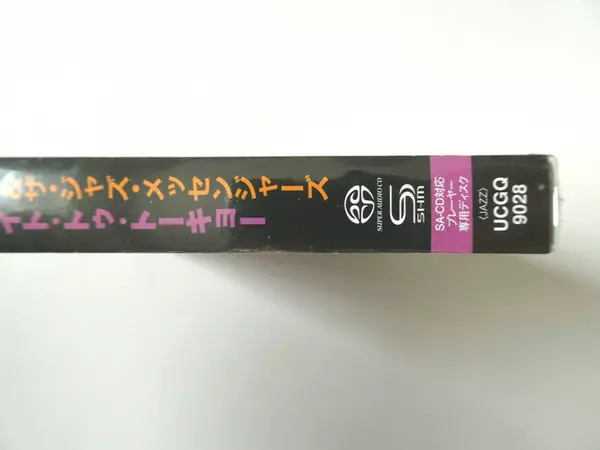 &ザ・ジャズ・メッセンジャーズ
イト・トゥ・トーキョー
SUPER AUDIO CD
SHM
SA-CD対応
プレーヤー
専用ディスク
〈JAZZ〉
UCGQ
9028